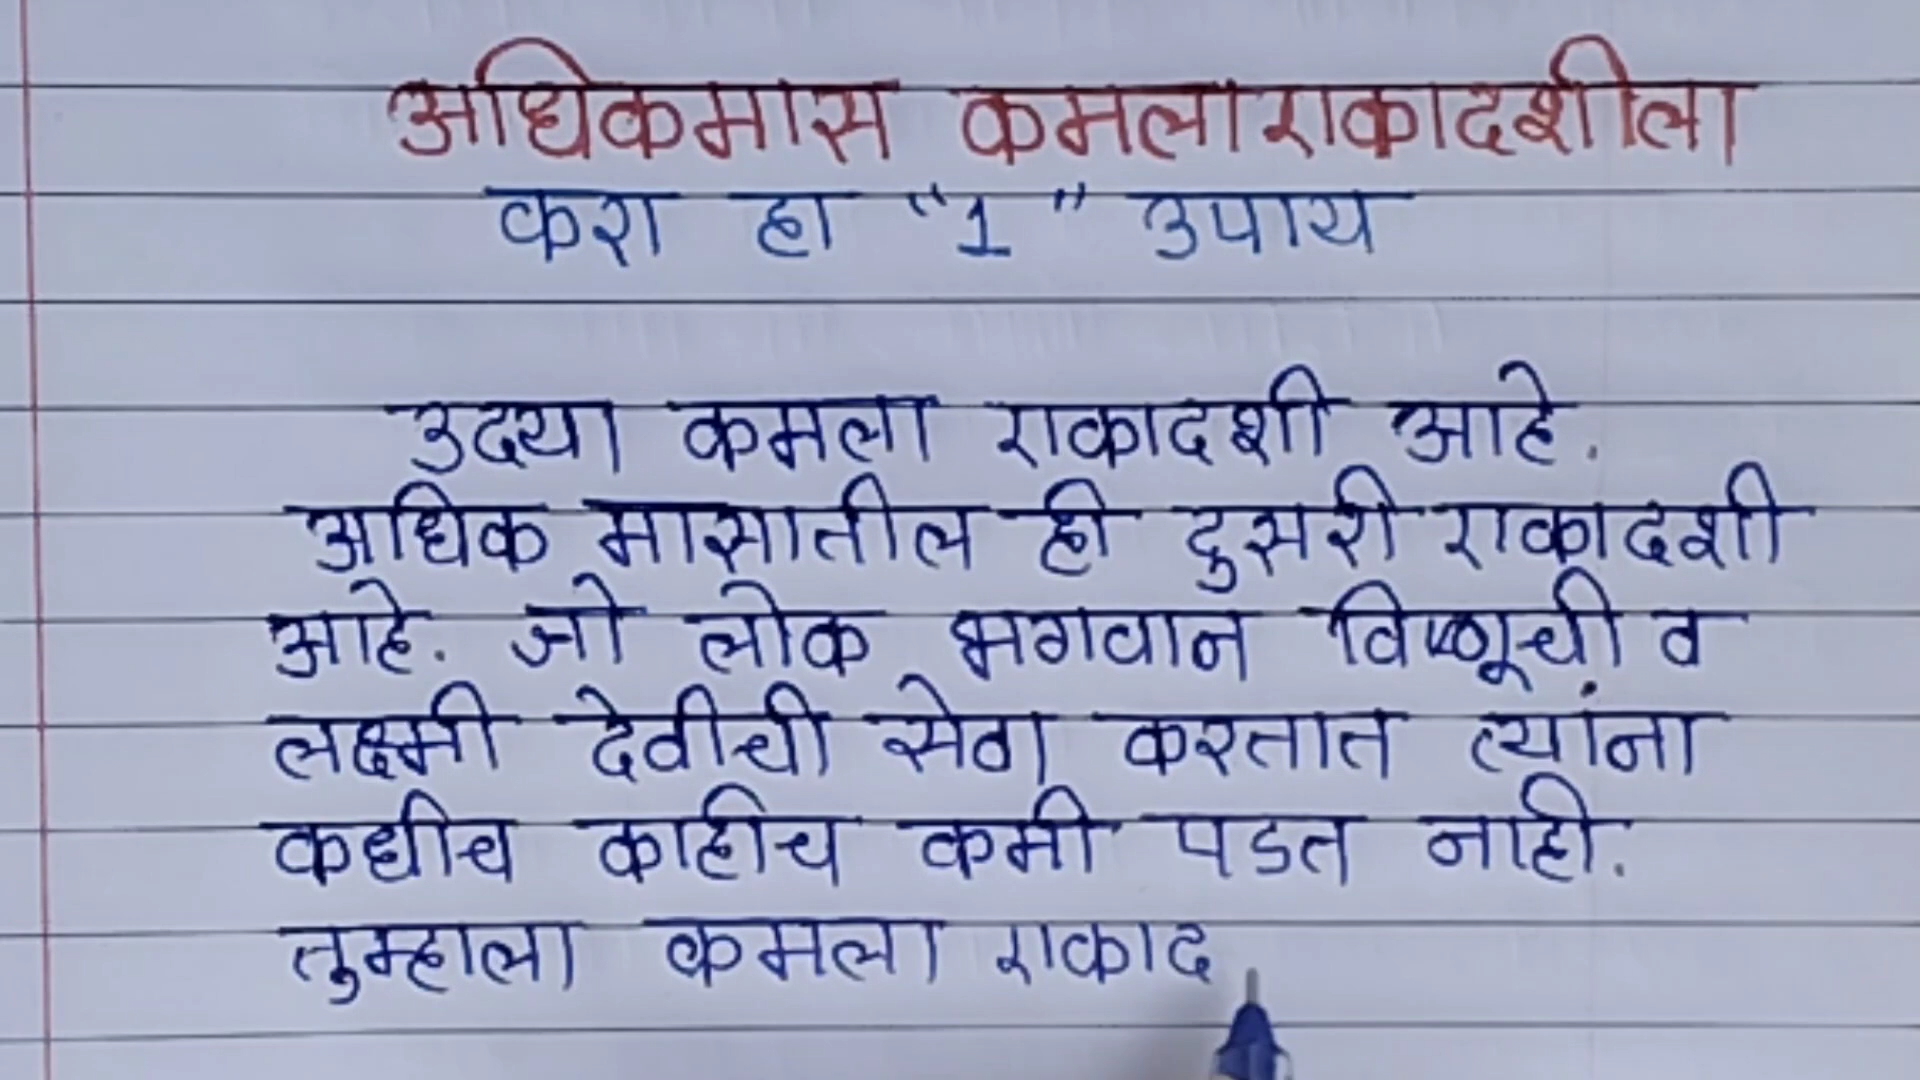 अधिकमास कमला एकादशीला
करा हा "1" उपाय
उदया कमला एकादशी आहे.
अधिक मासातील ही दुसरी एकादशी
आहे. जो लोक भगवान विष्णूची व
लक्ष्मी देवीची सेवा करतात त्यांना
कधीच काहीच कमी पडत नाही.
तुम्हाला कमला एकाद